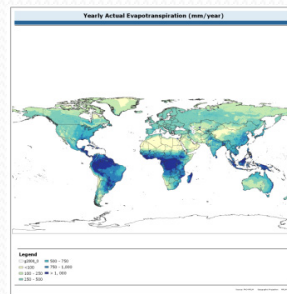 Yearly Actual Evapotranspiration (mm/year)
Legend
500 - 750
<100
750 - 1,000
100 - 250
> 1, 000
250 - 500